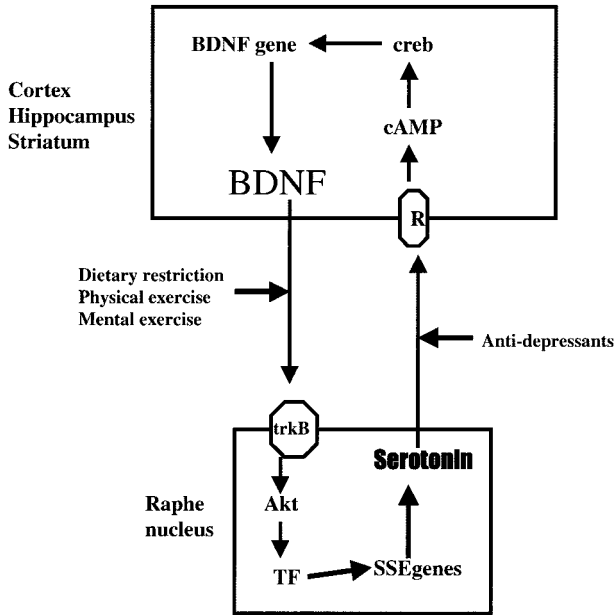 BDNF gene
creb
Cortex
Hippocampus
Striatum
cAMP
BDNF
R
Dietary restriction
Physical exercise
Mental exercise
Anti-depressants
trkB
Serotonin
Raphe
nucleus
Akt
TF
SSEgenes